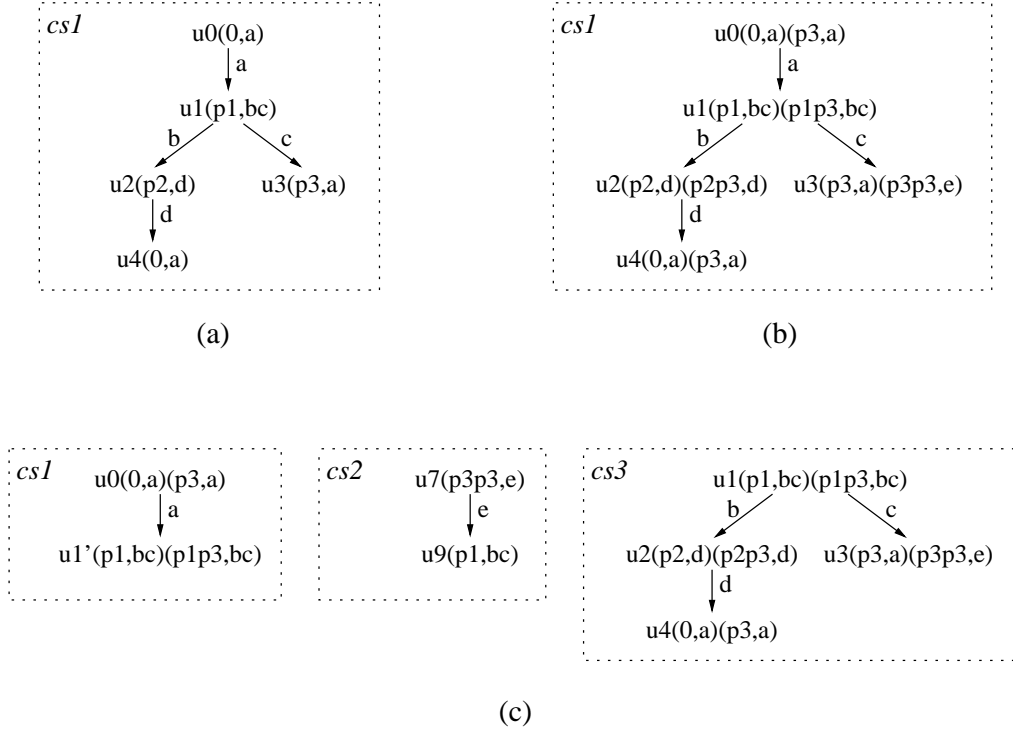 cs1
u0(0,a)
a
u1(p1,bc)
b c
u2(p2,d) u3(p3,a)
d
u4(0,a)
(a)
cs1
u0(0,a)(p3,a)
a
u1(p1,bc)(p1p3,bc)
b c
u2(p2,d)(p2p3,d) u3(p3,a)(p3p3,e)
d
u4(0,a)(p3,a)
(b)
cs1
u0(0,a)(p3,a)
a
u1'(p1,bc)(p1p3,bc)
cs2
u7(p3p3,e)
e
u9(p1,bc)
cs3
u1(p1,bc)(p1p3,bc)
b c
u2(p2,d)(p2p3,d) u3(p3,a)(p3p3,e)
d
u4(0,a)(p3,a)
(c)